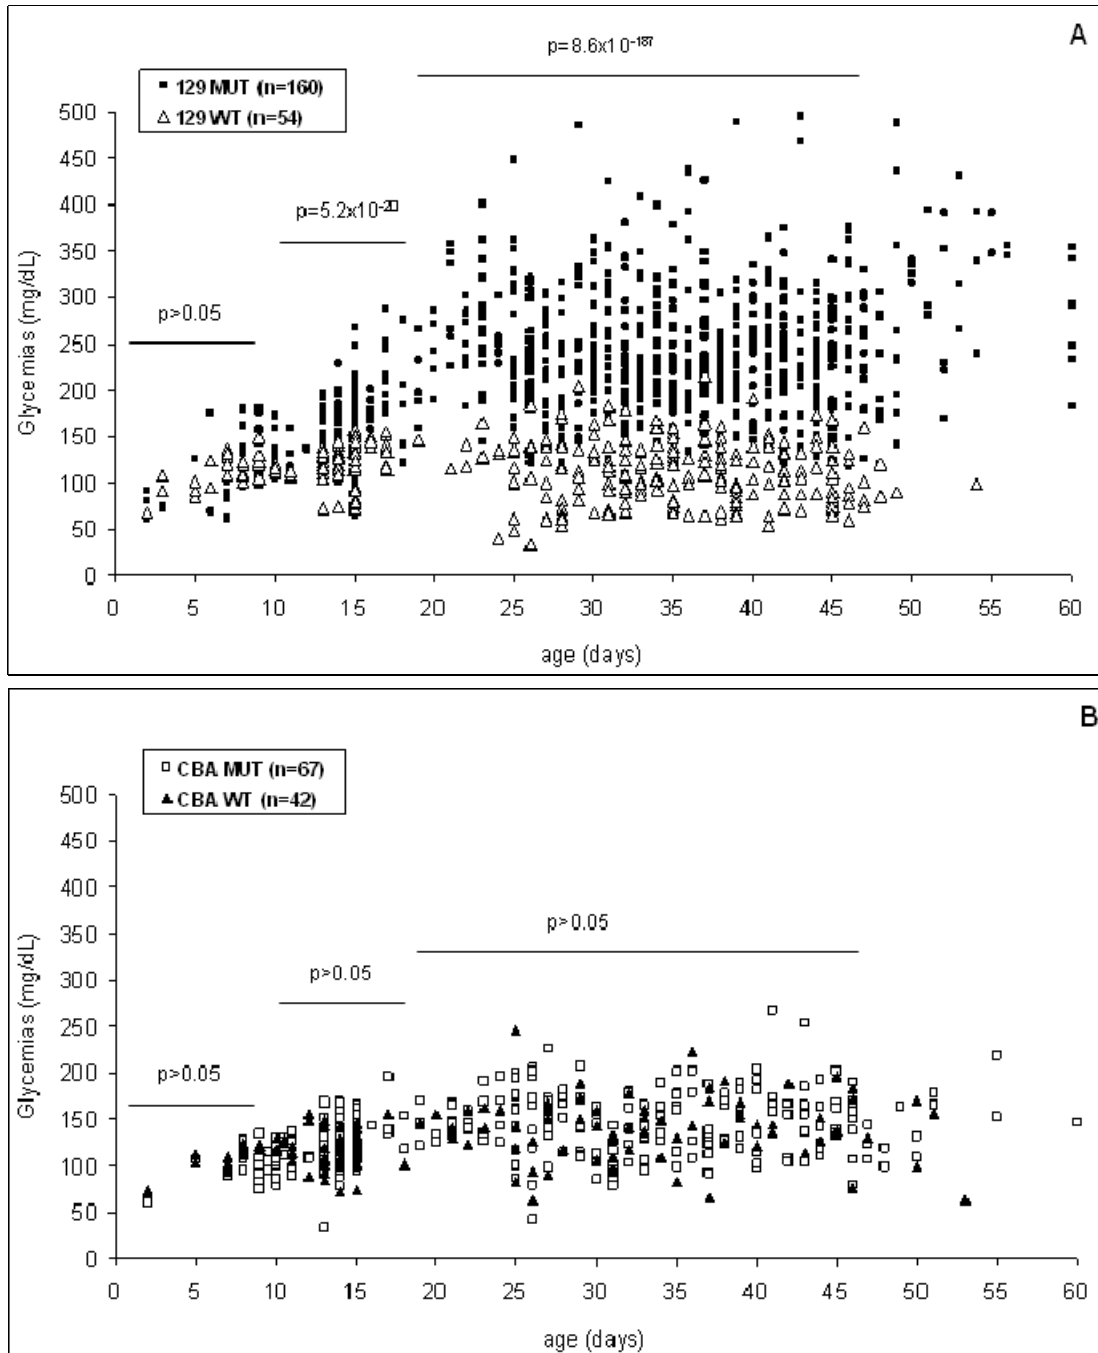 A
p=8.6x10⁻¹⁸⁷
129 MUT (n=160)
129 WT (n=54)
p=5.2x10⁻²⁰
p>0.05
Glycemias (mg/dL)
500
450
400
350
300
250
200
150
100
50
0
0 5 10 15 20 25 30 35 40 45 50 55 60
age (days)
B
CBA MUT (n=67)
CBA WT (n=42)
p>0.05
p>0.05
p>0.05
Glycemias (mg/dL)
500
450
400
350
300
250
200
150
100
50
0
0 5 10 15 20 25 30 35 40 45 50 55 60
age (days)